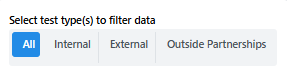 Select test type(s) to filter data
All Internal External Outside Partnerships